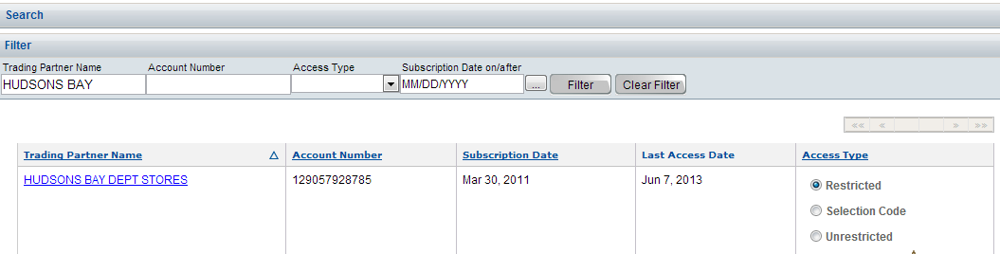 Search
Filter
Trading Partner Name Account Number Access Type Subscription Date on/after
HUDSONS BAY MM/DD/YYYY ... Filter Clear Filter
«« « » »»
Trading Partner Name △ Account Number Subscription Date Last Access Date Access Type
HUDSONS BAY DEPT STORES 129057928785 Mar 30, 2011 Jun 7, 2013 Restricted
Selection Code
Unrestricted